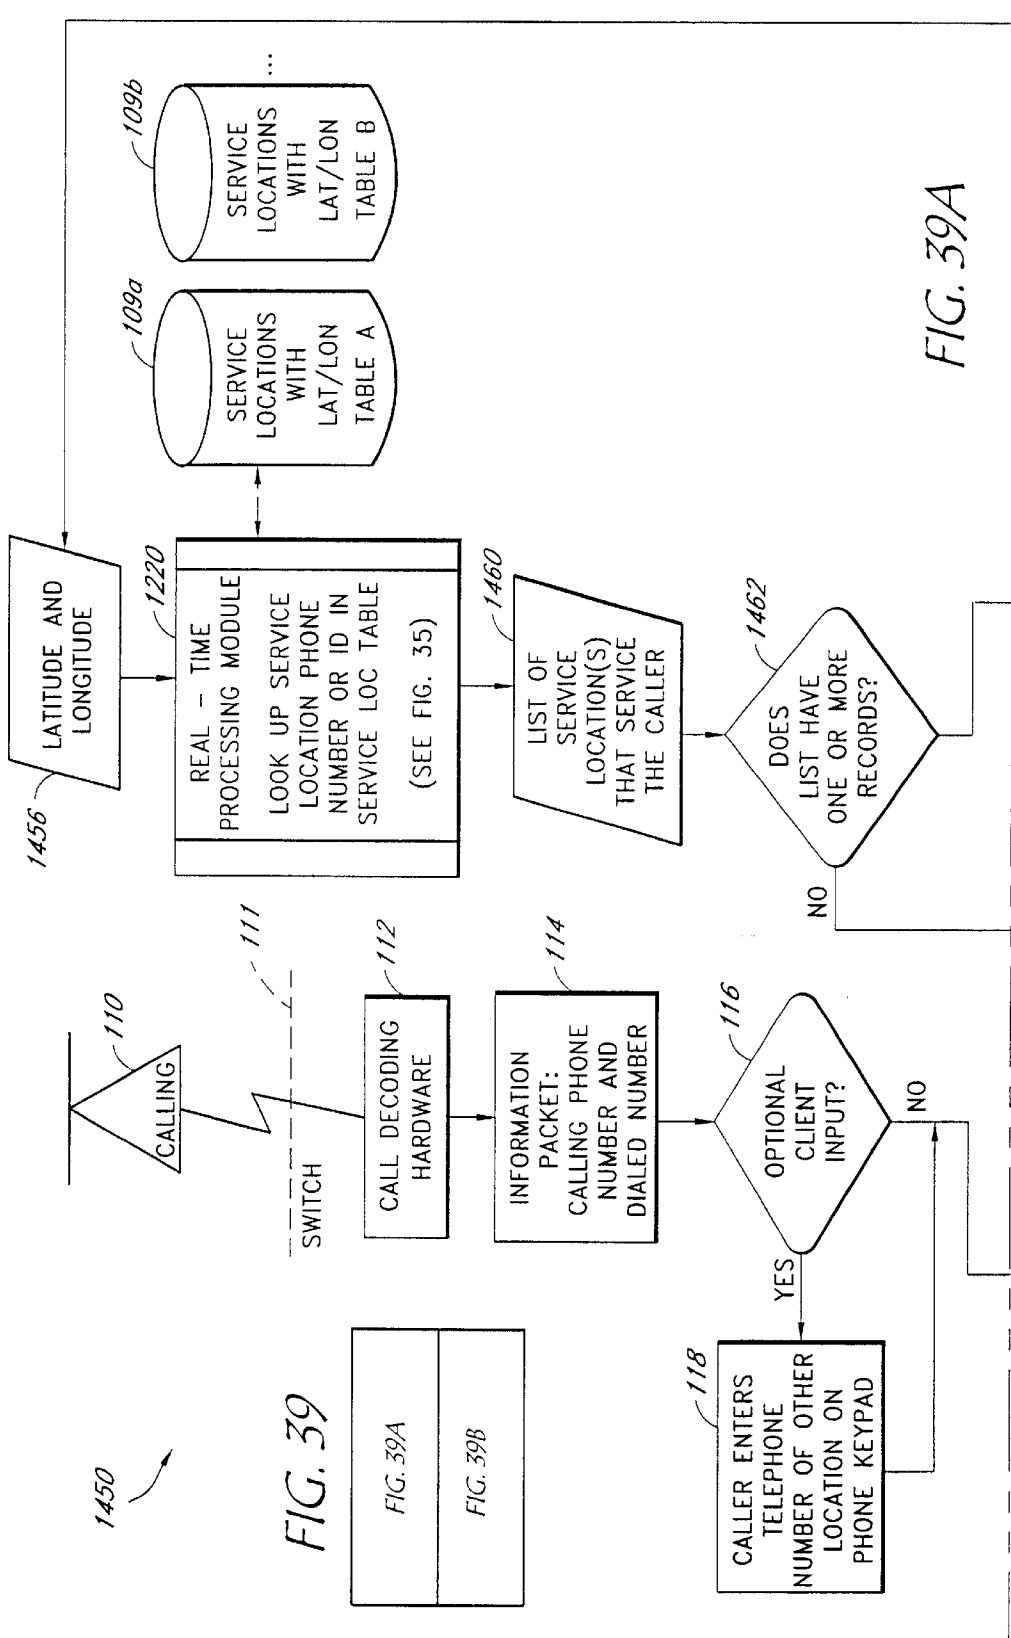 1450
FIG. 39
FIG. 39A
FIG. 39B
110
CALLING
111
SWITCH
112
CALL DECODING
HARDWARE
114
INFORMATION
PACKET:
CALLING PHONE
NUMBER AND
DIALED NUMBER
116
OPTIONAL
CLIENT
INPUT?
YES
NO
118
CALLER ENTERS
TELEPHONE
NUMBER OF OTHER
LOCATION ON
PHONE KEYPAD
1456
LATITUDE AND
LONGITUDE
1220
REAL - TIME
PROCESSING MODULE
LOOK UP SERVICE
LOCATION PHONE
NUMBER OR ID IN
SERVICE LOC TABLE
(SEE FIG. 35)
109a
SERVICE
LOCATIONS
WITH
LAT/LON
TABLE A
109b
SERVICE
LOCATIONS
WITH
LAT/LON
TABLE B
...
1460
LIST OF
SERVICE
LOCATION(S)
THAT SERVICE
THE CALLER
1462
DOES
LIST HAVE
ONE OR MORE
RECORDS?
NO
FIG. 39A